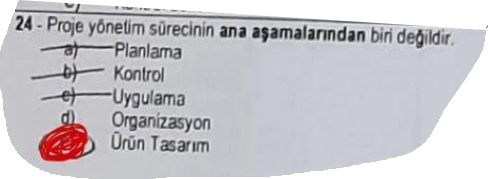 24 - Proje yönetim sürecinin ana aşamalarından biri değildir.
a) Planlama
b) Kontrol
c) Uygulama
d) Organizasyon
Ürün Tasarım